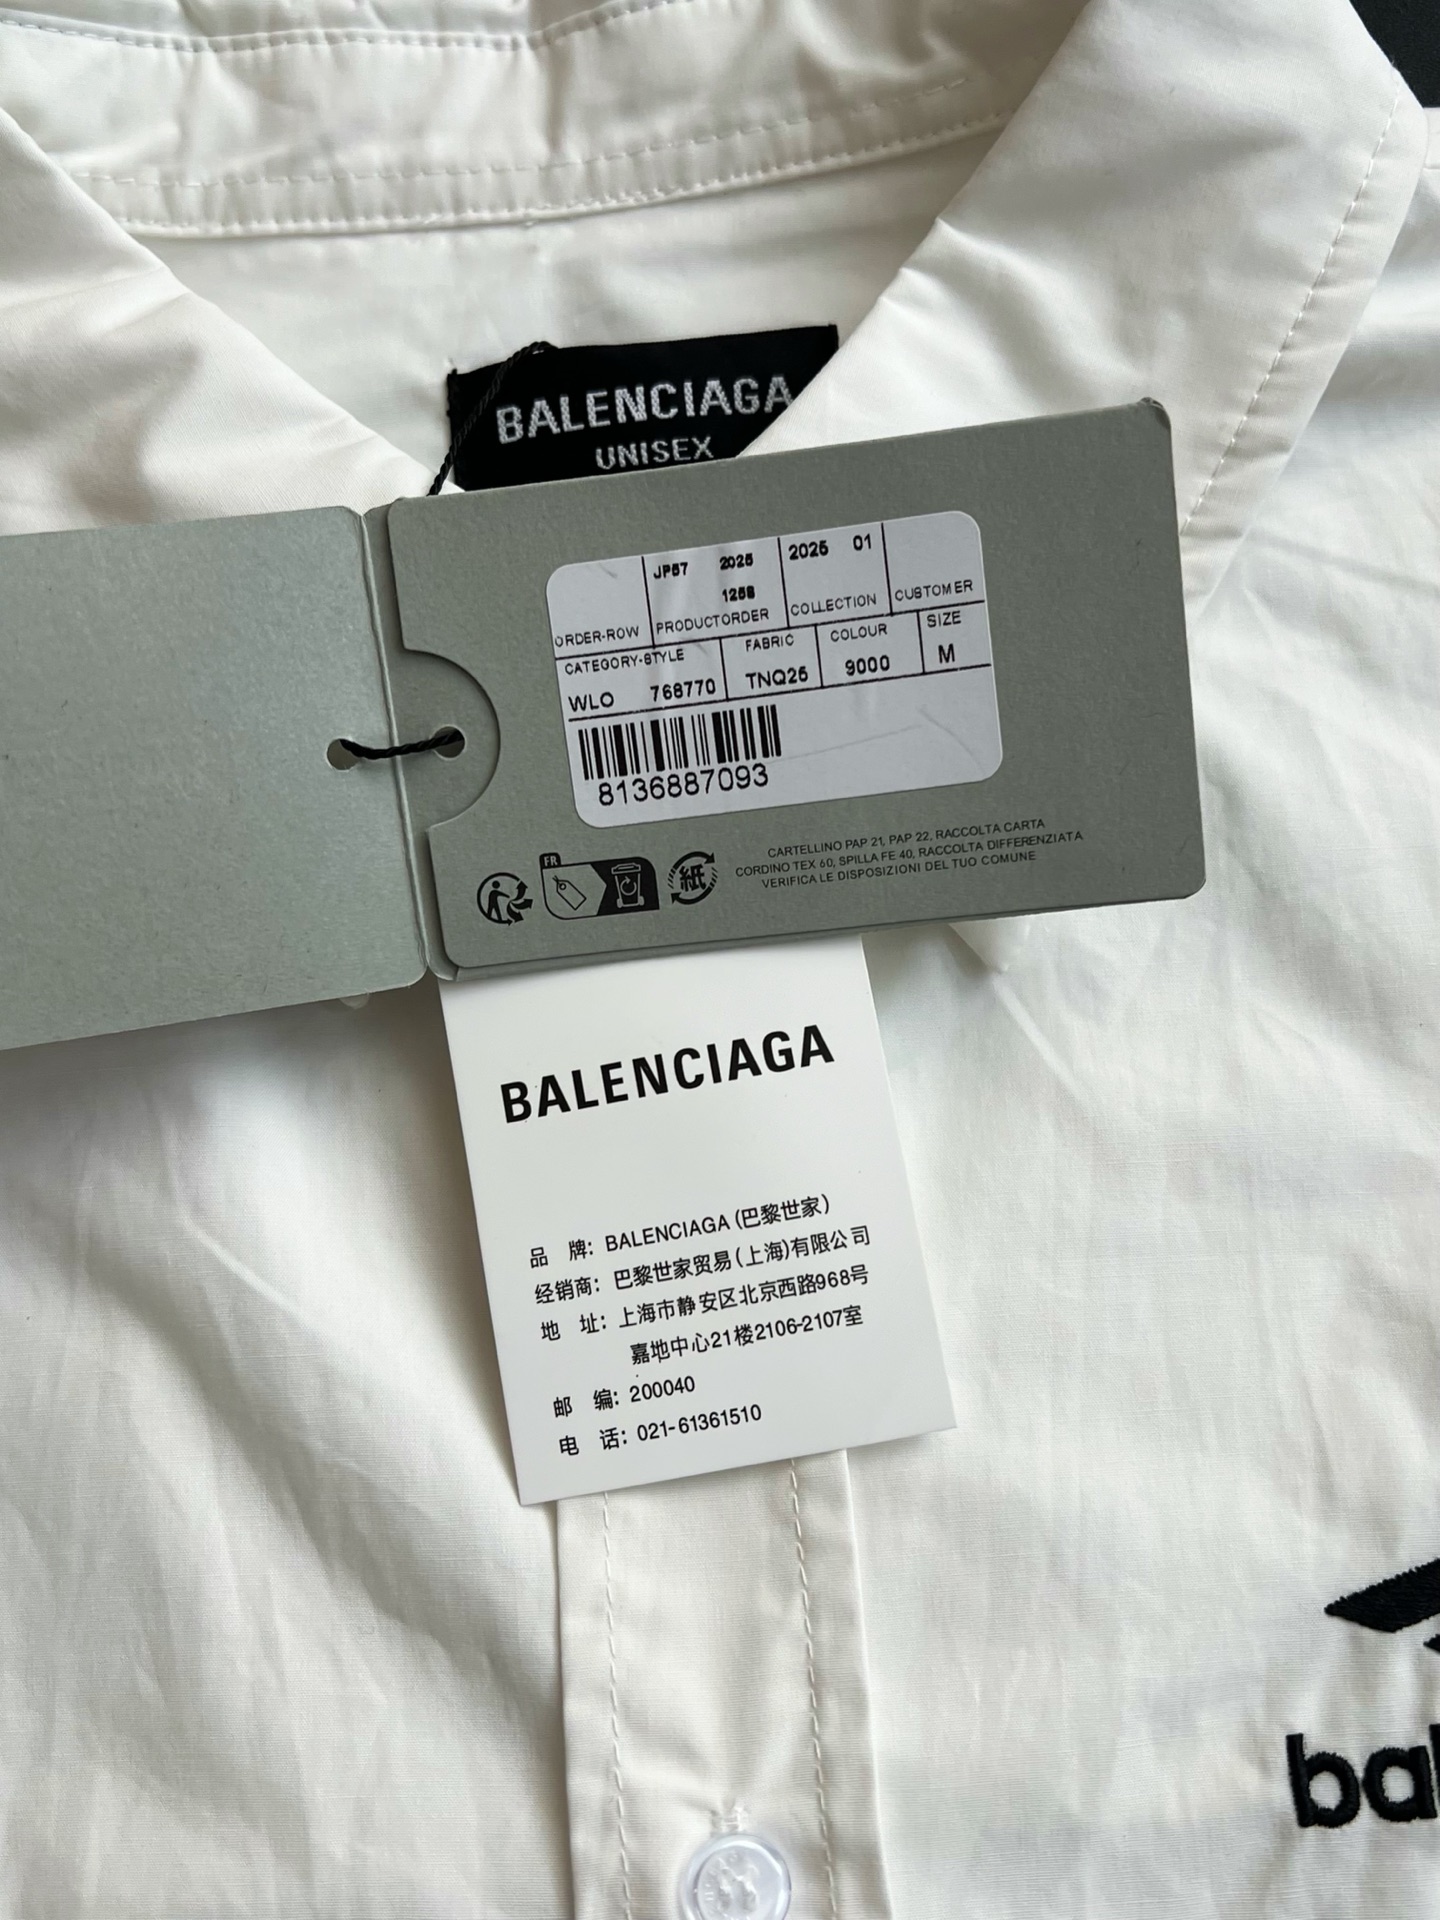 BALENCIAGA
UNISEX
JP57 2025 2025 01
1258
ORDER-ROW PRODUCTORDER COLLECTION CUSTOMER
CATEGORY-STYLE FABRIC COLOUR SIZE
WLO 768770 TNQ25 9000 M
8136887093
FR
紙
CARTELLINO PAP 21, PAP 22, RACCOLTA CARTA
CORDINO TEX 60, SPILLA FE 40, RACCOLTA DIFFERENZIATA
VERIFICA LE DISPOSIZIONI DEL TUO COMUNE
BALENCIAGA
品 牌: BALENCIAGA (巴黎世家)
经销商: 巴黎世家贸易(上海)有限公司
地 址: 上海市静安区北京西路968号
嘉地中心21楼2106-2107室
邮 编: 200040
电 话: 021-61361510
bal